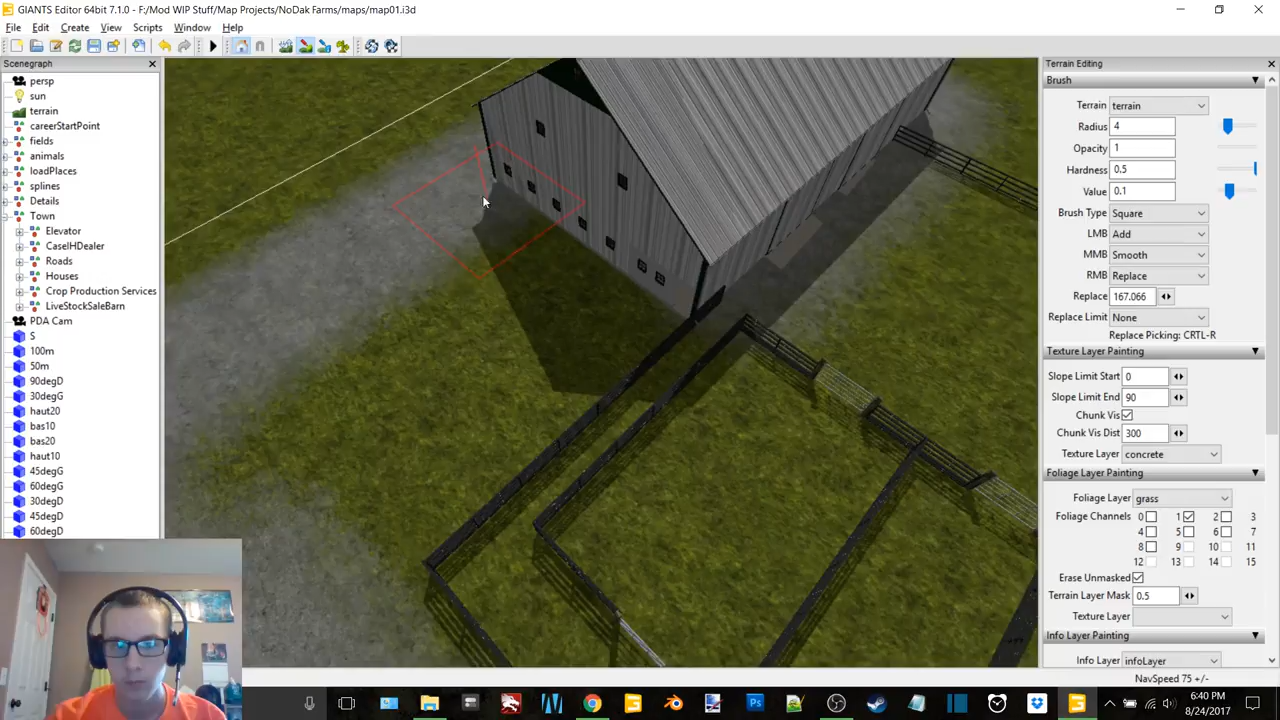 GIANTS Editor 64bit 7.1.0 - F:/Mod WIP Stuff/Map Projects/NoDak Farms/maps/map01.i3d
File Edit Create View Scripts Window Help
Scenegraph
persp
sun
terrain
careerStartPoint
fields
animals
loadPlaces
splines
Details
Town
Elevator
CaseIHDealer
Roads
Houses
Crop Production Services
LiveStockSaleBarn
PDA Cam
S
100m
50m
90degD
30degG
haut20
bas10
bas20
haut10
45degG
60degG
30degD
45degD
60degD
Terrain Editing
Brush
Terrain terrain
Radius 4
Opacity 1
Hardness 0.5
Value 0.1
Brush Type Square
LMB Add
MMB Smooth
RMB Replace
Replace 167.066
Replace Limit None
Replace Picking: CRTL-R
Texture Layer Painting
Slope Limit Start 0
Slope Limit End 90
Chunk Vis
Chunk Vis Dist 300
Texture Layer concrete
Foliage Layer Painting
Foliage Layer grass
Foliage Channels 0 1 2 3
4 5 6 7
8 9 10 11
12 13 14 15
Erase Unmasked
Terrain Layer Mask 0.5
Texture Layer
Info Layer Painting
Info Layer infoLayer
NavSpeed 75 +/-
6:40 PM
8/24/2017